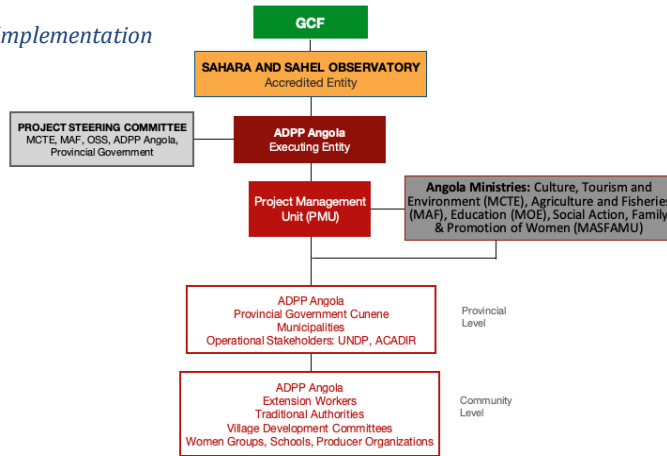 Implementation
GCF
SAHARA AND SAHEL OBSERVATORY
Accredited Entity
PROJECT STEERING COMMITTEE
MCTE, MAF, OSS, ADPP Angola,
Provincial Government
ADPP Angola
Executing Entity
Project Management
Unit (PMU)
Angola Ministries: Culture, Tourism and
Environment (MCTE), Agriculture and Fisheries
(MAF), Education (MOE), Social Action, Family
& Promotion of Women (MASFAMU)
ADPP Angola
Provincial Government Cunene
Municipalities
Operational Stakeholders: UNDP, ACADIR
Provincial
Level
ADPP Angola
Extension Workers
Traditional Authorities
Village Development Committees
Women Groups, Schools, Producer Organizations
Community
Level